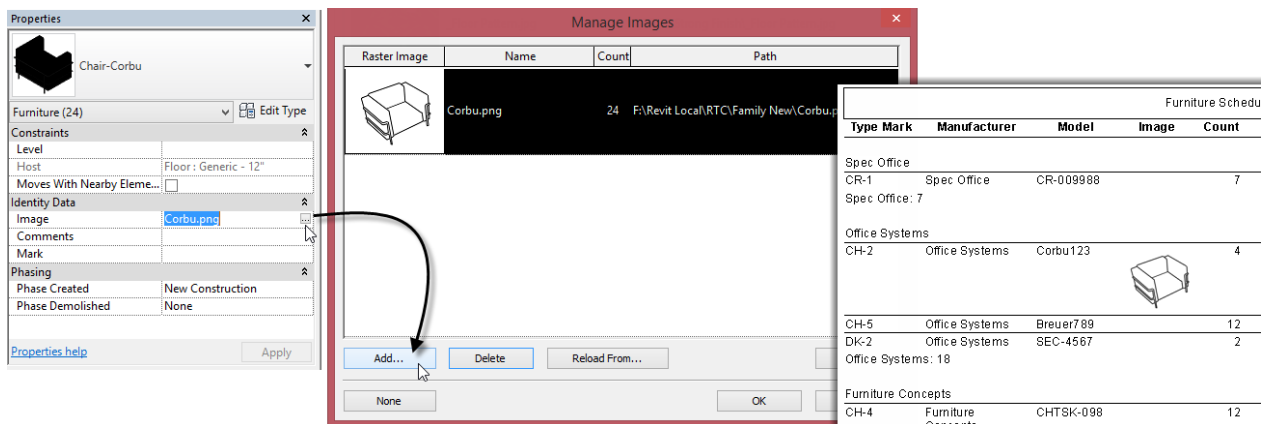 Properties
Chair-Corbu
Furniture (24)
Edit Type
Constraints
Level
Host Floor : Generic - 12"
Moves With Nearby Eleme...
Identity Data
Image Corbu.png ...
Comments
Mark
Phasing
Phase Created New Construction
Phase Demolished None
Properties help
Apply
Manage Images
Raster Image Name Count Path
Corbu.png 24 F:\Revit Local\RTC\Family New\Corbu.p
Add... Delete Reload From...
None OK
Furniture Schedu
Type Mark Manufacturer Model Image Count
Spec Office
CR-1 Spec Office CR-009988 7
Spec Office: 7
Office Systems
CH-2 Office Systems Corbu123 4
CH-5 Office Systems Breuer789 12
DK-2 Office Systems SEC-4567 2
Office Systems: 18
Furniture Concepts
CH-4 Furniture CHTSK-098 12